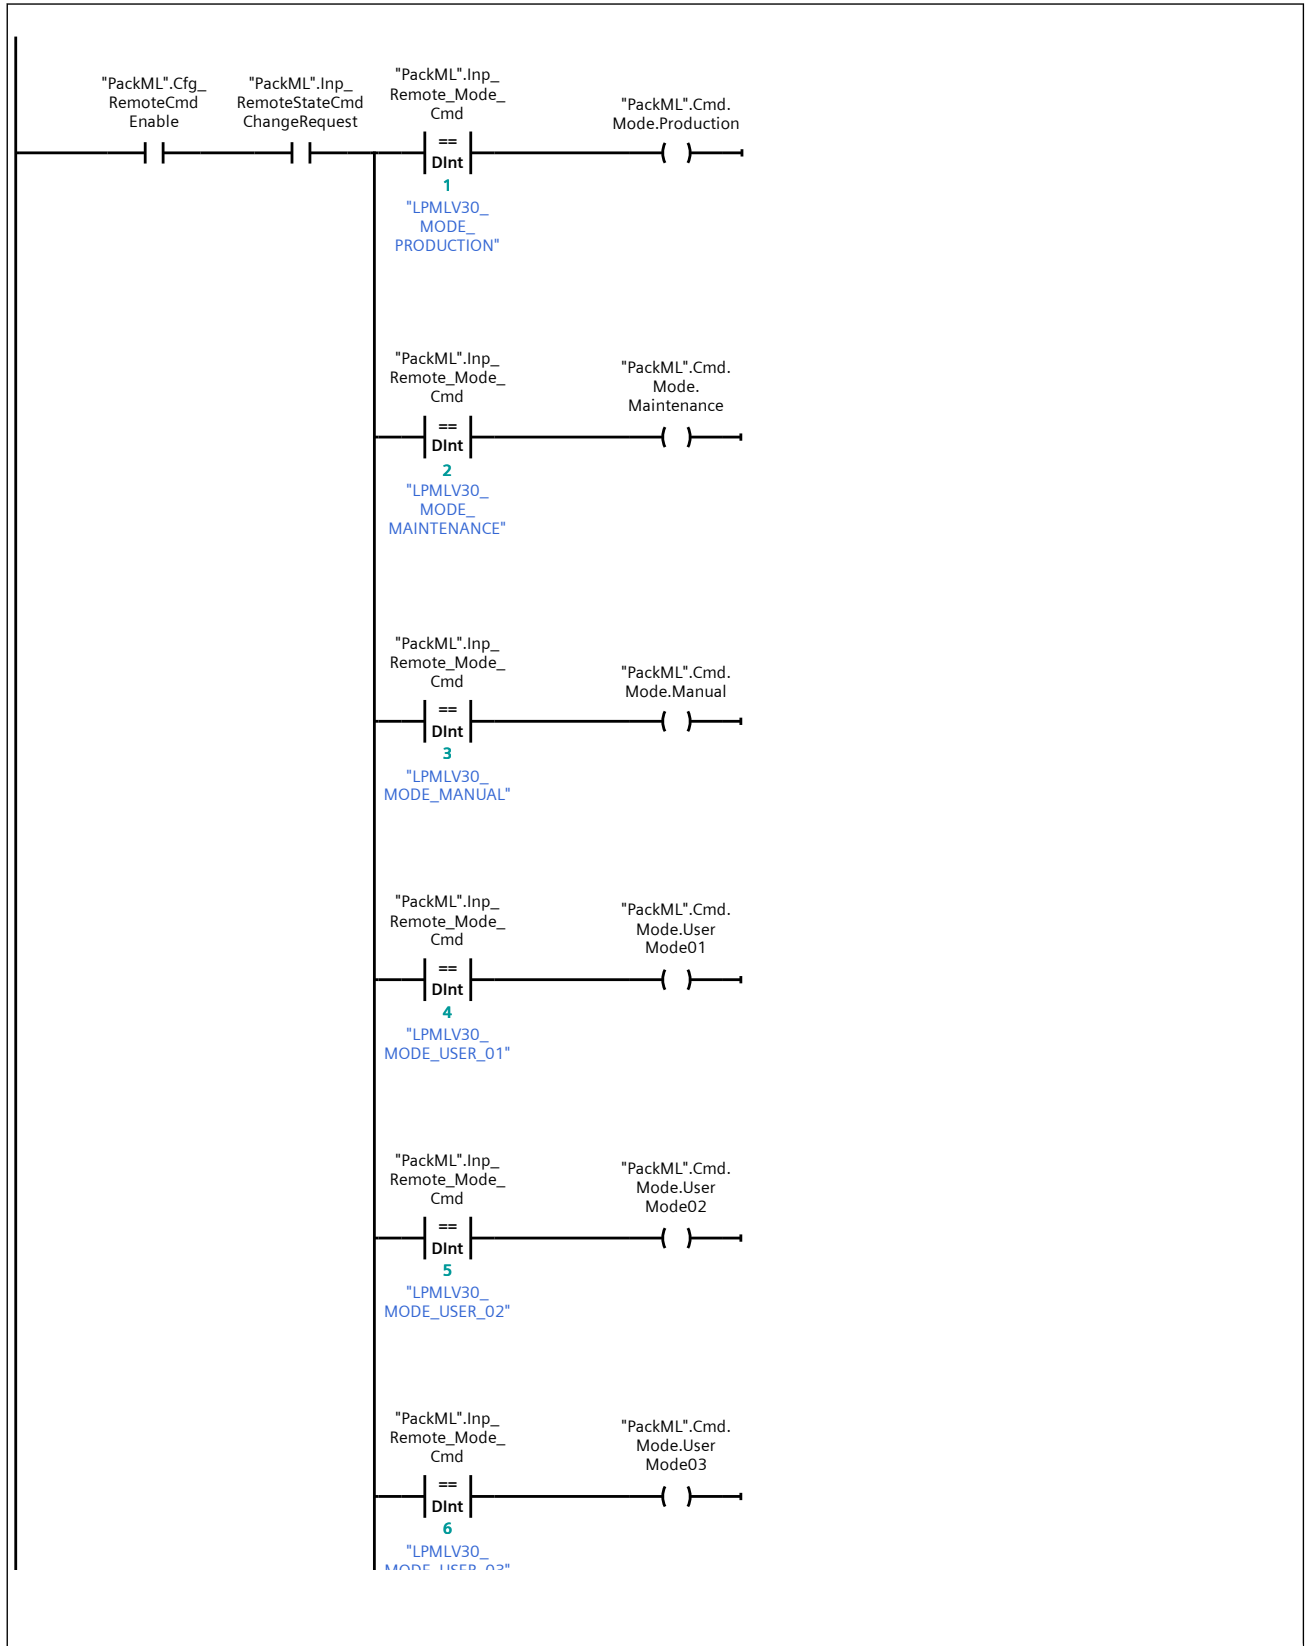 "PackML".Cfg_
RemoteCmd
Enable
"PackML".Inp_
RemoteStateCmd
ChangeRequest
"PackML".Inp_
Remote_Mode_
Cmd
==
DInt
1
"LPMLV30_
MODE_
PRODUCTION"
"PackML".Cmd.
Mode.Production
"PackML".Inp_
Remote_Mode_
Cmd
==
DInt
2
"LPMLV30_
MODE_
MAINTENANCE"
"PackML".Cmd.
Mode.
Maintenance
"PackML".Inp_
Remote_Mode_
Cmd
==
DInt
3
"LPMLV30_
MODE_MANUAL"
"PackML".Cmd.
Mode.Manual
"PackML".Inp_
Remote_Mode_
Cmd
==
DInt
4
"LPMLV30_
MODE_USER_01"
"PackML".Cmd.
Mode.User
Mode01
"PackML".Inp_
Remote_Mode_
Cmd
==
DInt
5
"LPMLV30_
MODE_USER_02"
"PackML".Cmd.
Mode.User
Mode02
"PackML".Inp_
Remote_Mode_
Cmd
==
DInt
6
"LPMLV30_
MODE_USER_03"
"PackML".Cmd.
Mode.User
Mode03